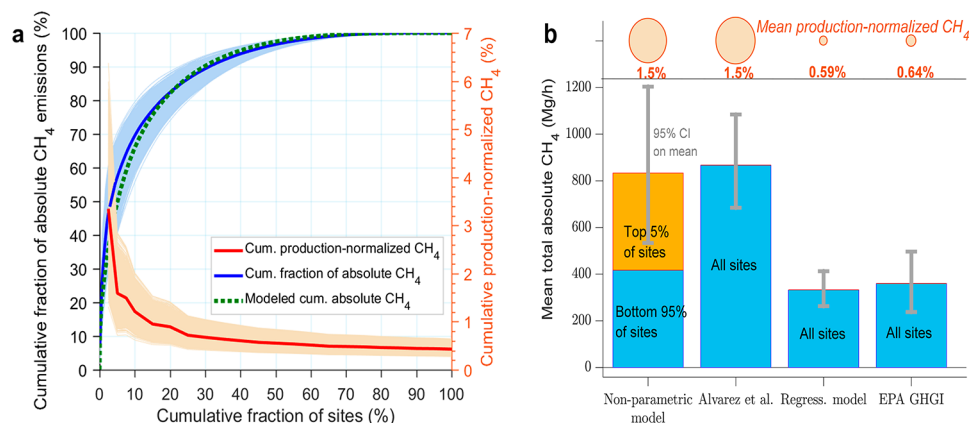 a
Cumulative fraction of absolute CH4 emissions (%)
100
90
80
70
60
50
40
30
20
10
0
0 10 20 30 40 50 60 70 80 90 100
Cumulative fraction of sites (%)
7
6
5
4
3
2
1
0
Cumulative production-normalized CH4 (%)
Cum. production-normalized CH4
Cum. fraction of absolute CH4
Modeled cum. absolute CH4
b
Mean production-normalized CH4
1.5% 1.5% 0.59% 0.64%
Mean total absolute CH4 (Mg/h)
1200
1000
800
600
400
200
0
95% CI
on mean
Top 5%
of sites
Bottom 95%
of sites
All sites
All sites
All sites
Non-parametric
model
Alvarez et al.
Regress. model
EPA GHGI